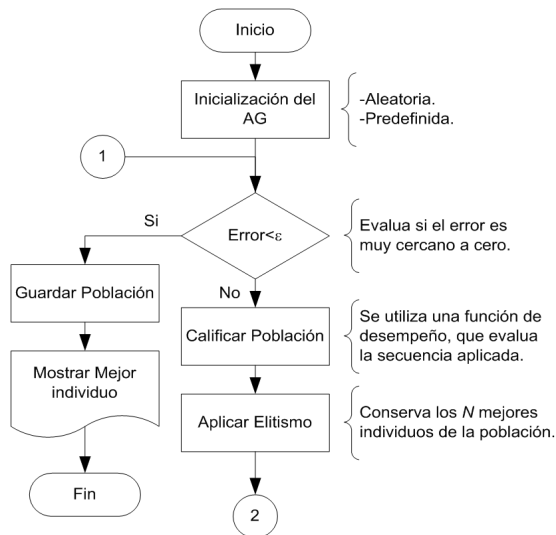 Inicio
Inicialización del
AG
-Aleatoria.
-Predefinida.
1
Si
Error<ε
Evalua si el error es
muy cercano a cero.
Guardar Población
No
Calificar Población
Se utiliza una función de
desempeño, que evalua
la secuencia aplicada.
Mostrar Mejor
individuo
Aplicar Elitismo
Conserva los N mejores
individuos de la población.
Fin
2